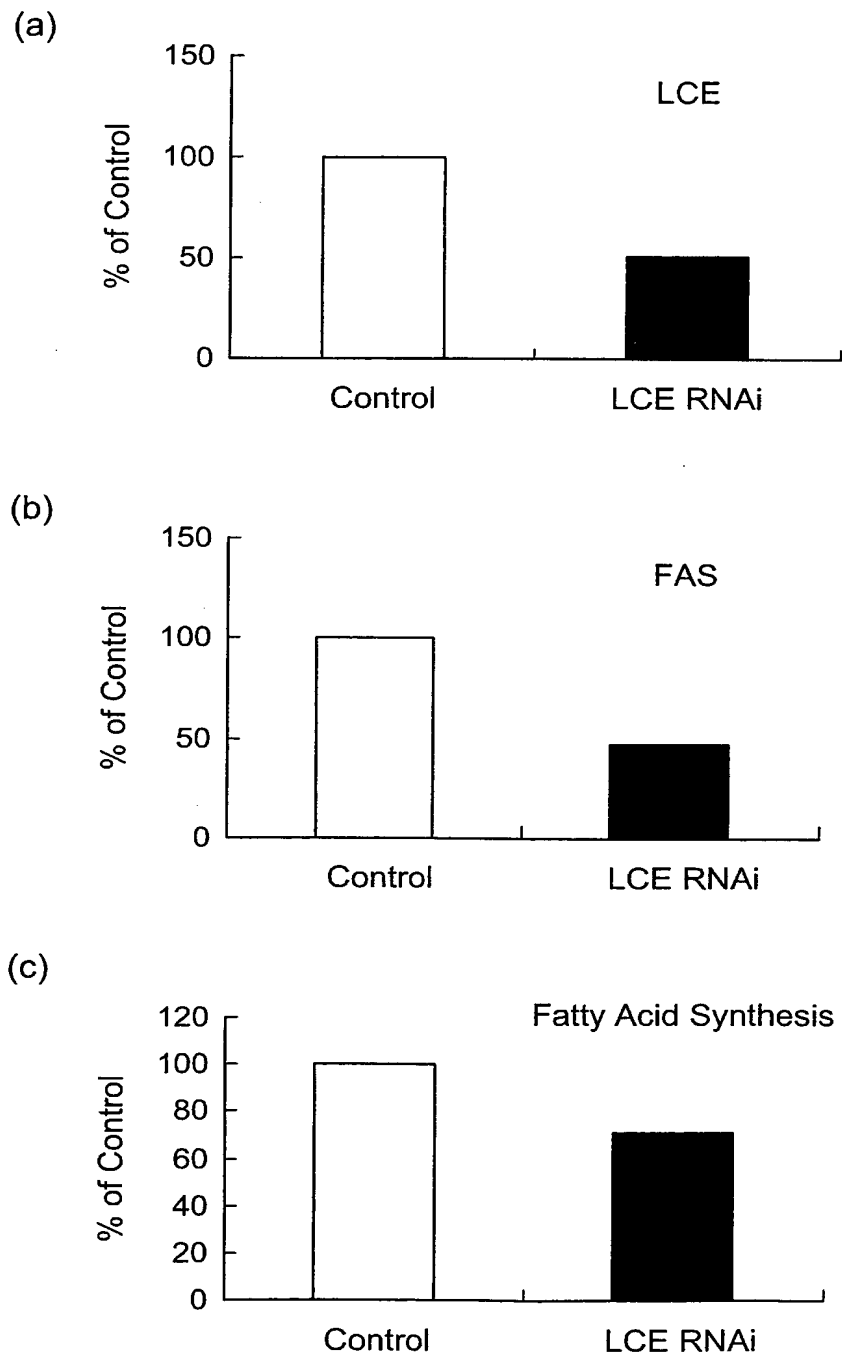 (a)
150
LCE
100
% of Control
50
0
Control LCE RNAi
(b)
150
FAS
100
% of Control
50
0
Control LCE RNAi
(c)
120
Fatty Acid Synthesis
100
80
% of Control
60
40
20
0
Control LCE RNAi